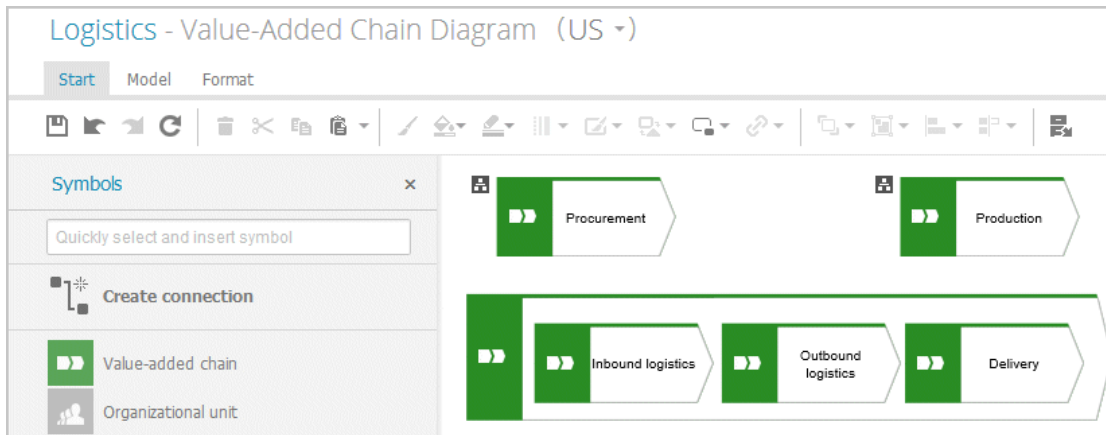 Logistics - Value-Added Chain Diagram (US)
Start Model Format
Symbols
Quickly select and insert symbol
Create connection
Value-added chain
Organizational unit
Procurement
Production
Inbound logistics
Outbound
logistics
Delivery